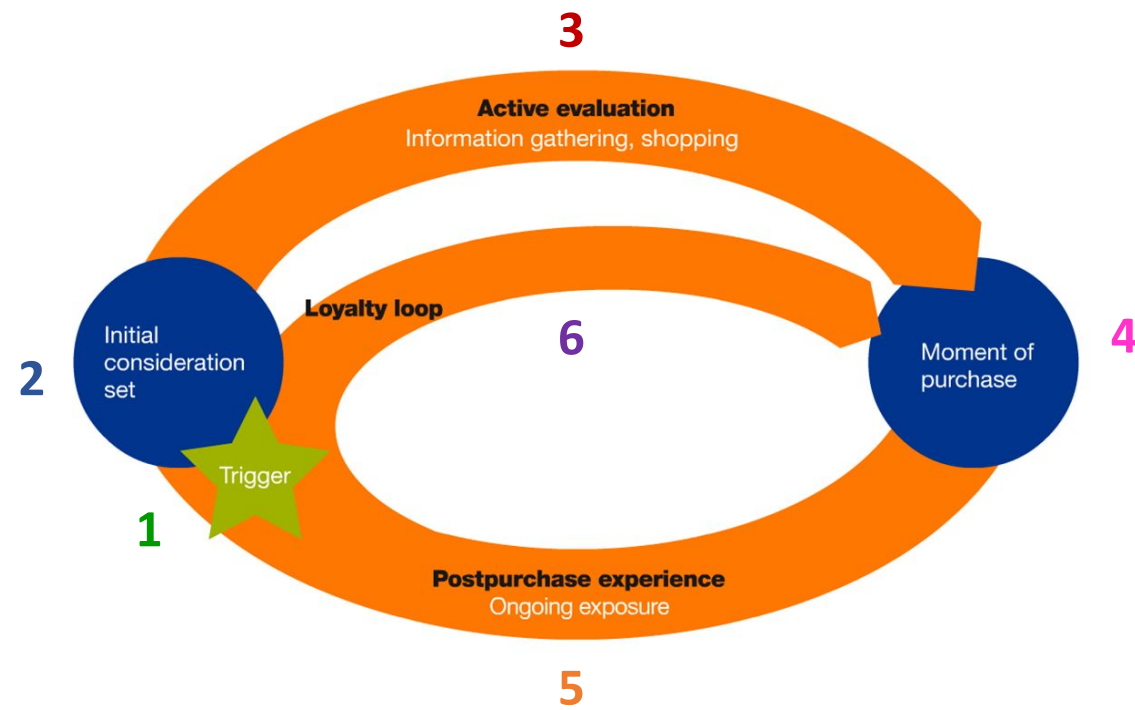 3
Active evaluation
Information gathering, shopping
Loyalty loop
Initial
consideration
set
2
6
Moment of
purchase
4
Trigger
1
Postpurchase experience
Ongoing exposure
5